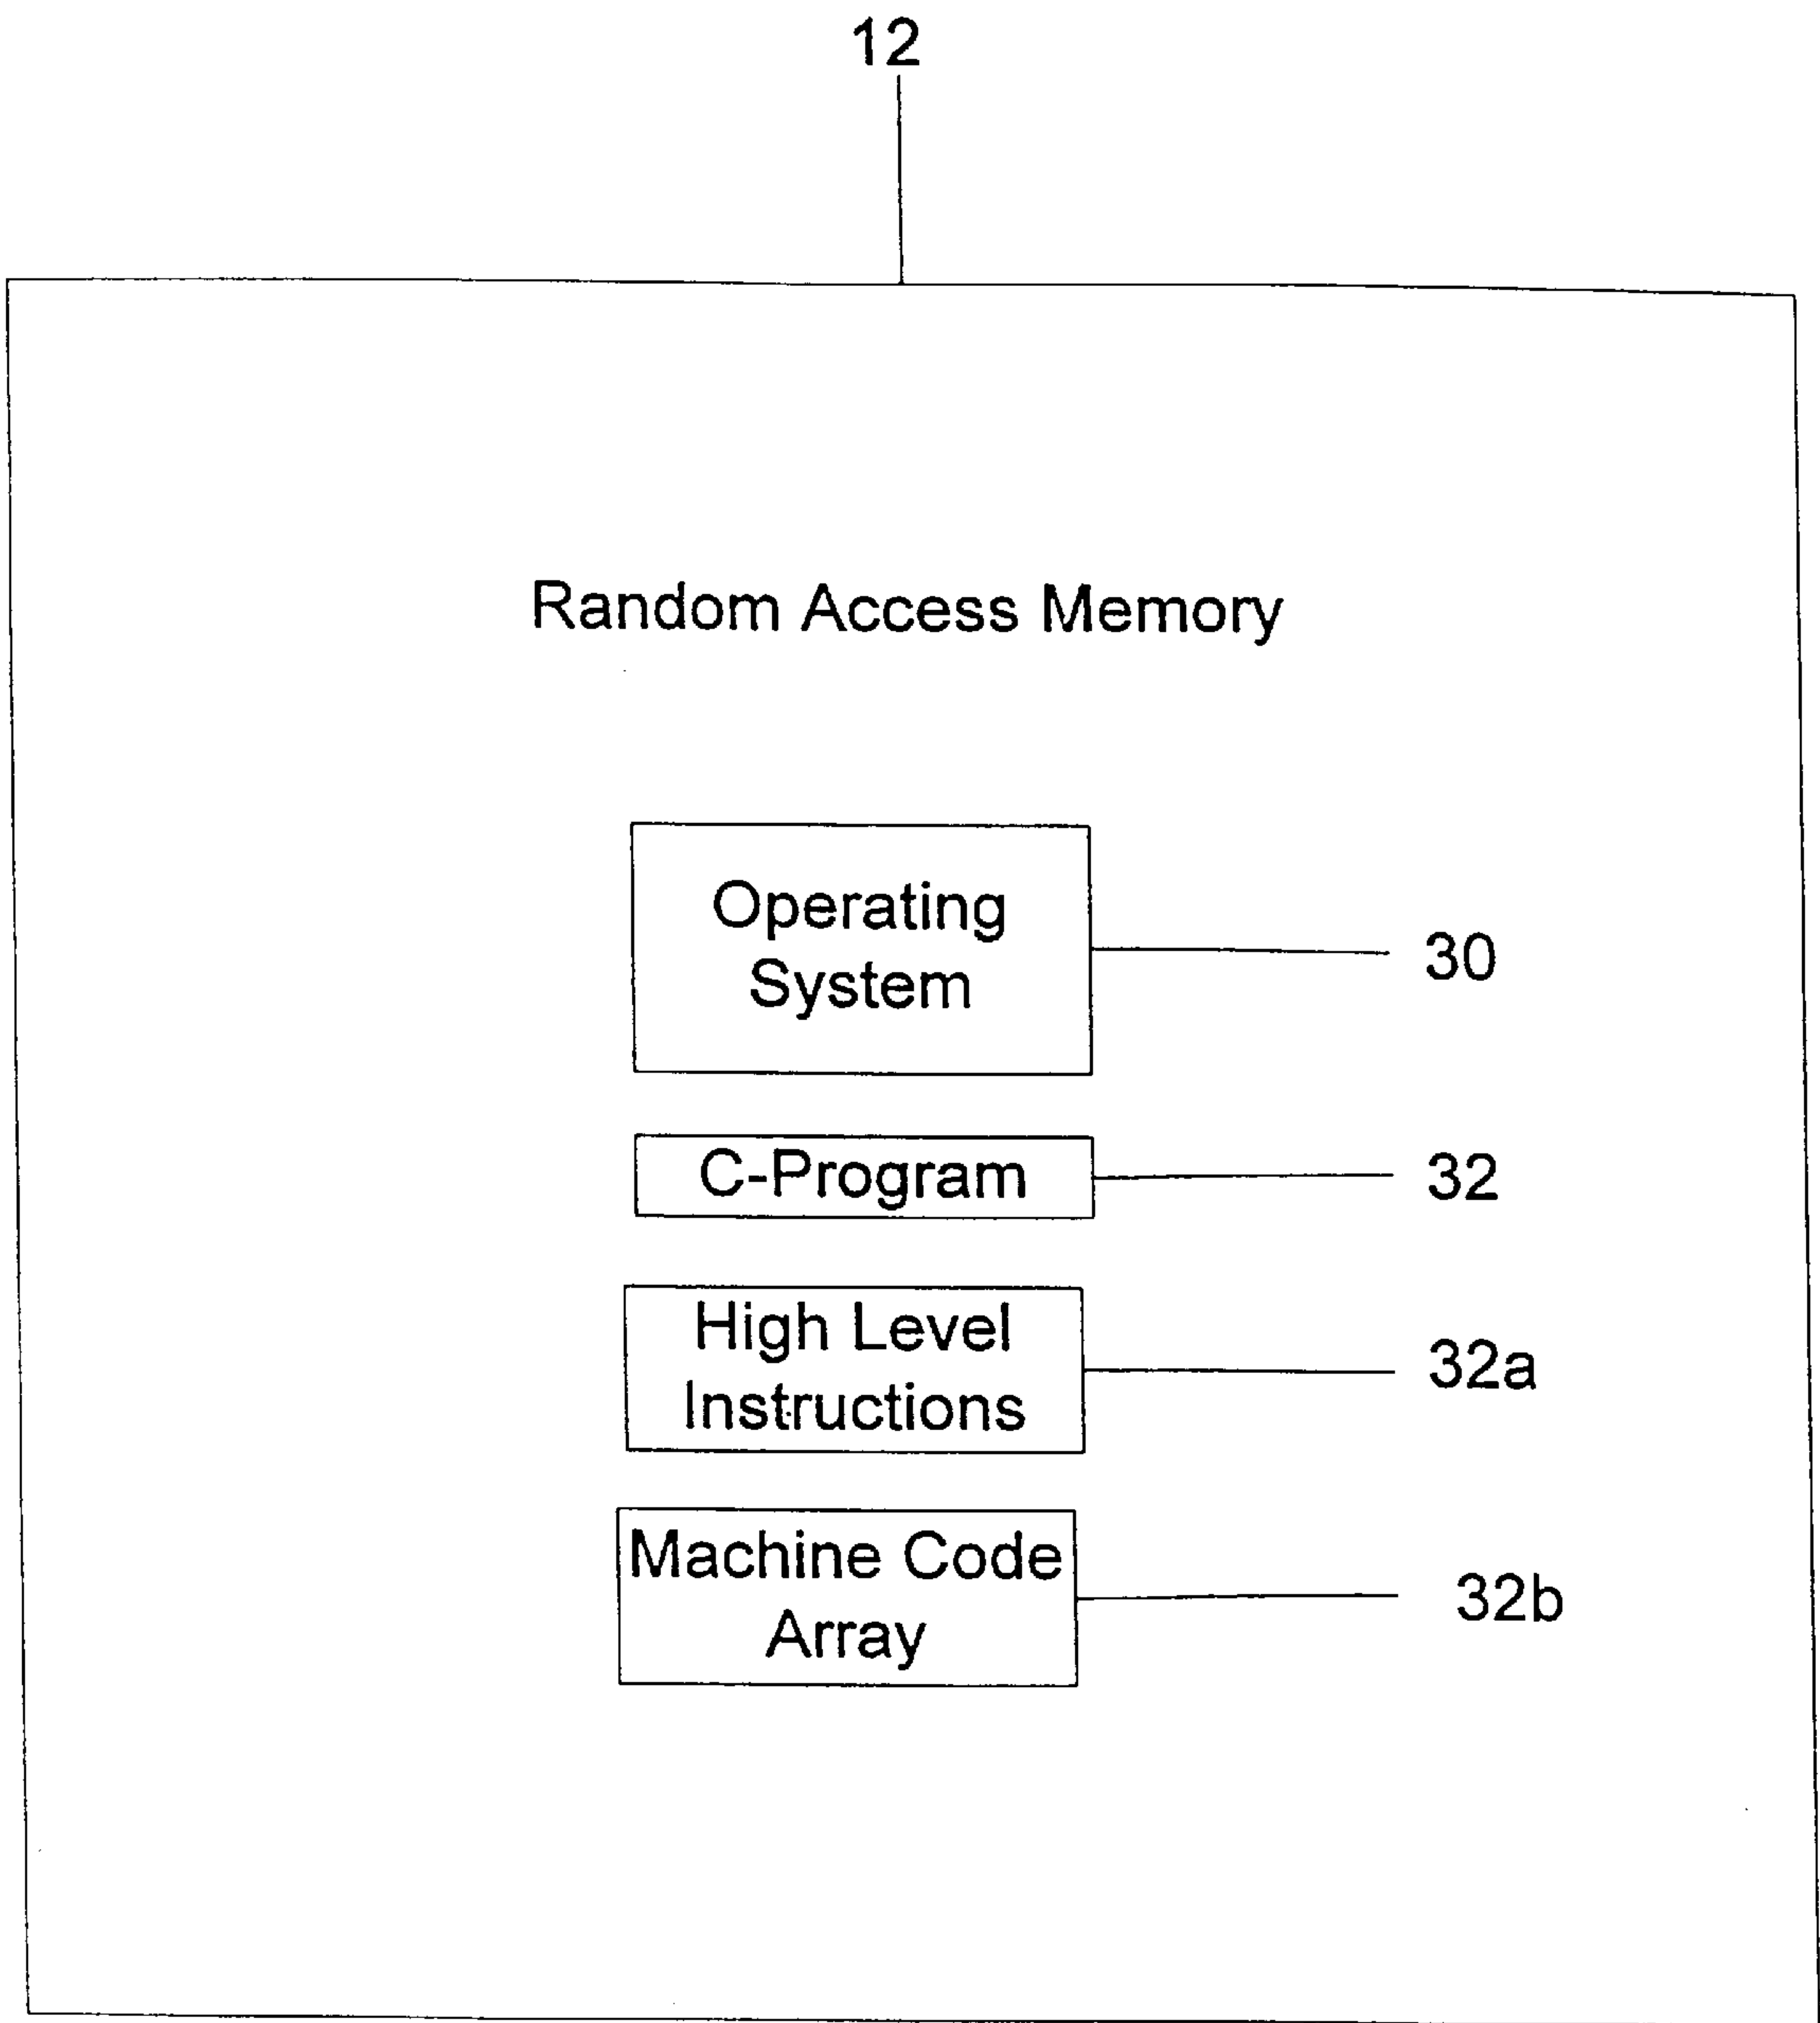 12
Random Access Memory
Operating
System
30
C-Program
32
High Level
Instructions
32a
Machine Code
Array
32b